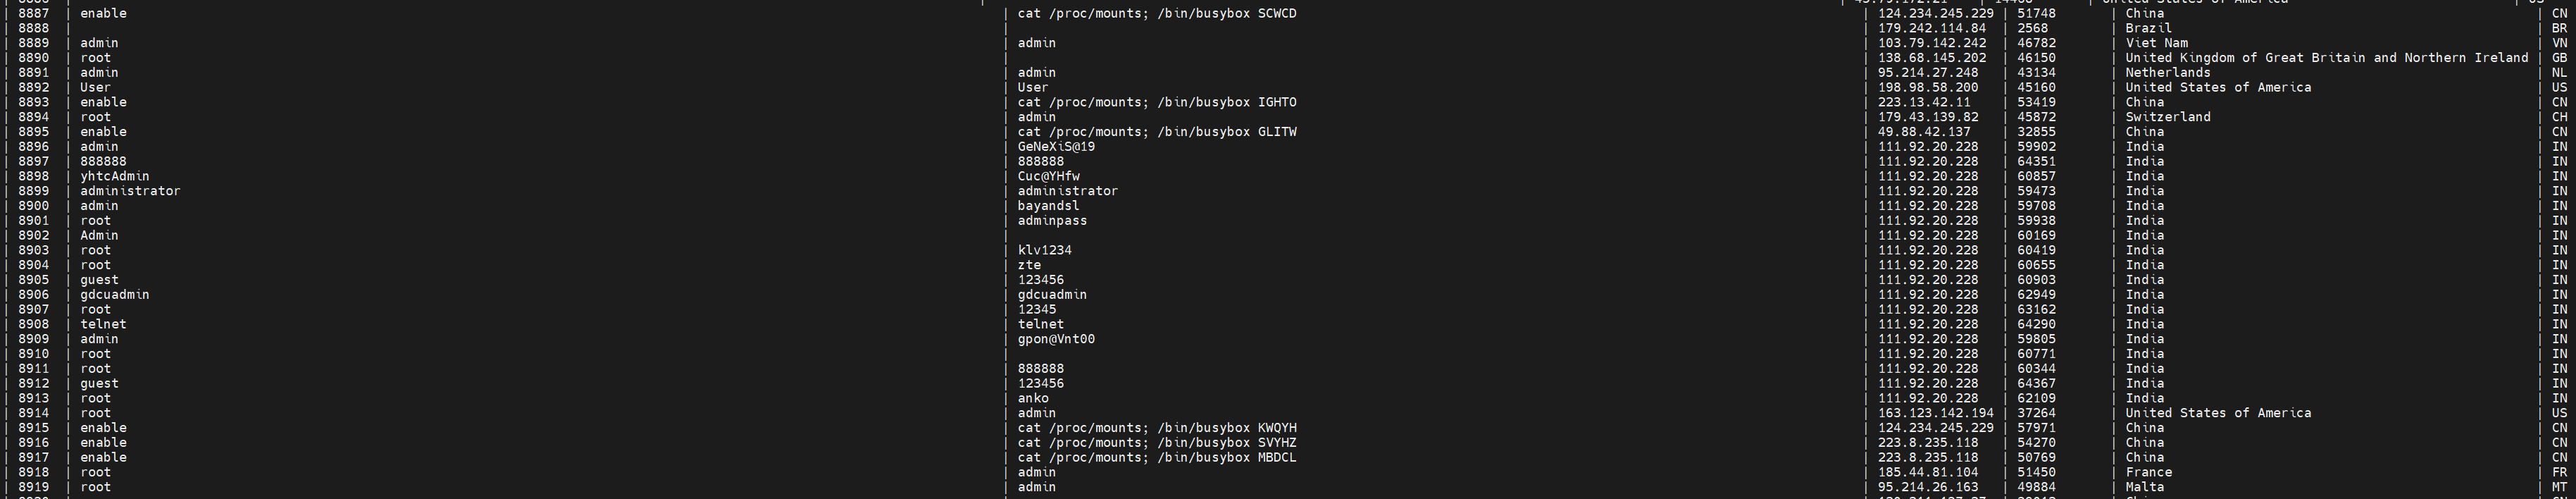 | 8887 | enable | cat /proc/mounts; /bin/busybox SCWCD | 124.234.245.229 | 51748 | China | CN
| 8888 | | | 179.242.114.84 | 2568 | Brazil | BR
| 8889 | admin | admin | 103.79.142.242 | 46782 | Viet Nam | VN
| 8890 | root | | 138.68.145.202 | 46150 | United Kingdom of Great Britain and Northern Ireland | GB
| 8891 | admin | admin | 95.214.27.248 | 43134 | Netherlands | NL
| 8892 | User | User | 198.98.58.200 | 45160 | United States of America | US
| 8893 | enable | cat /proc/mounts; /bin/busybox IGHTO | 223.13.42.11 | 53419 | China | CN
| 8894 | root | admin | 179.43.139.82 | 45872 | Switzerland | CH
| 8895 | enable | cat /proc/mounts; /bin/busybox GLITW | 49.88.42.137 | 32855 | China | CN
| 8896 | admin | GeNeXiS@19 | 111.92.20.228 | 59902 | India | IN
| 8897 | 888888 | 888888 | 111.92.20.228 | 64351 | India | IN
| 8898 | yhtcAdmin | Cuc@YHfw | 111.92.20.228 | 60857 | India | IN
| 8899 | administrator | administrator | 111.92.20.228 | 59473 | India | IN
| 8900 | admin | bayandsl | 111.92.20.228 | 59708 | India | IN
| 8901 | root | adminpass | 111.92.20.228 | 59938 | India | IN
| 8902 | Admin | | 111.92.20.228 | 60169 | India | IN
| 8903 | root | klv1234 | 111.92.20.228 | 60419 | India | IN
| 8904 | root | zte | 111.92.20.228 | 60655 | India | IN
| 8905 | guest | 123456 | 111.92.20.228 | 60903 | India | IN
| 8906 | gdcuadmin | gdcuadmin | 111.92.20.228 | 62949 | India | IN
| 8907 | root | 12345 | 111.92.20.228 | 63162 | India | IN
| 8908 | telnet | telnet | 111.92.20.228 | 64290 | India | IN
| 8909 | admin | gpon@Vnt00 | 111.92.20.228 | 59805 | India | IN
| 8910 | root | | 111.92.20.228 | 60771 | India | IN
| 8911 | root | 888888 | 111.92.20.228 | 60344 | India | IN
| 8912 | guest | 123456 | 111.92.20.228 | 64367 | India | IN
| 8913 | root | anko | 111.92.20.228 | 62109 | India | IN
| 8914 | root | admin | 163.123.142.194 | 37264 | United States of America | US
| 8915 | enable | cat /proc/mounts; /bin/busybox KWQYH | 124.234.245.229 | 57971 | China | CN
| 8916 | enable | cat /proc/mounts; /bin/busybox SVYHZ | 223.8.235.118 | 54270 | China | CN
| 8917 | enable | cat /proc/mounts; /bin/busybox MBDCL | 223.8.235.118 | 50769 | China | CN
| 8918 | root | admin | 185.44.81.104 | 51450 | France | FR
| 8919 | root | admin | 95.214.26.163 | 49884 | Malta | MT